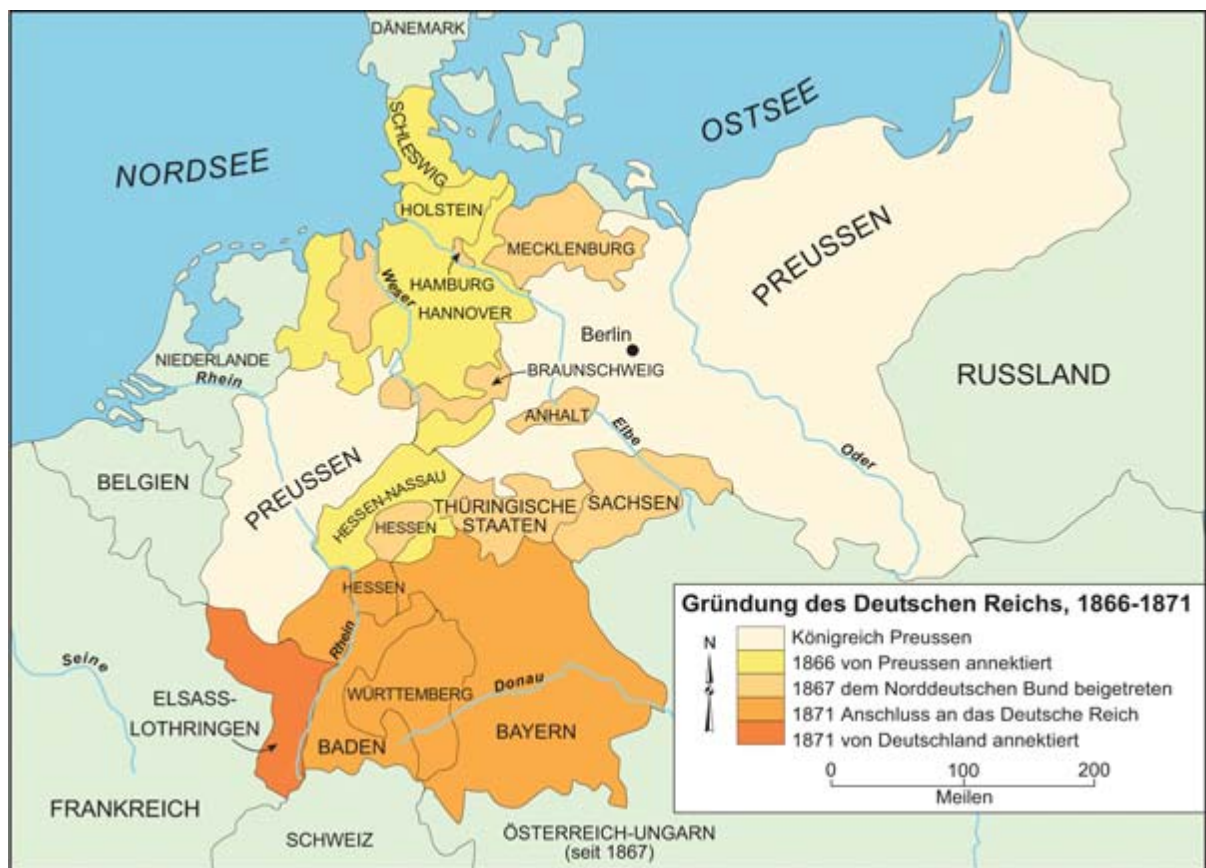 DÄNEMARK
NORDSEE
OSTSEE
SCHLESWIG
HOLSTEIN
MECKLENBURG
PREUSSEN
HAMBURG
Weser
HANNOVER
Berlin
NIEDERLANDE
Rhein
BRAUNSCHWEIG
RUSSLAND
ANHALT
Elbe
Oder
BELGIEN
PREUSSEN
HESSEN-NASSAU
HESSEN
THÜRINGISCHE
STAATEN
SACHSEN
HESSEN
Rhein
Seine
ELSASS-
LOTHRINGEN
WÜRTTEMBERG
Donau
BADEN
BAYERN
FRANKREICH
SCHWEIZ
ÖSTERREICH-UNGARN
(seit 1867)
Gründung des Deutschen Reichs, 1866-1871
N
Königreich Preussen
1866 von Preussen annektiert
1867 dem Norddeutschen Bund beigetreten
1871 Anschluss an das Deutsche Reich
1871 von Deutschland annektiert
0 100 200
Meilen